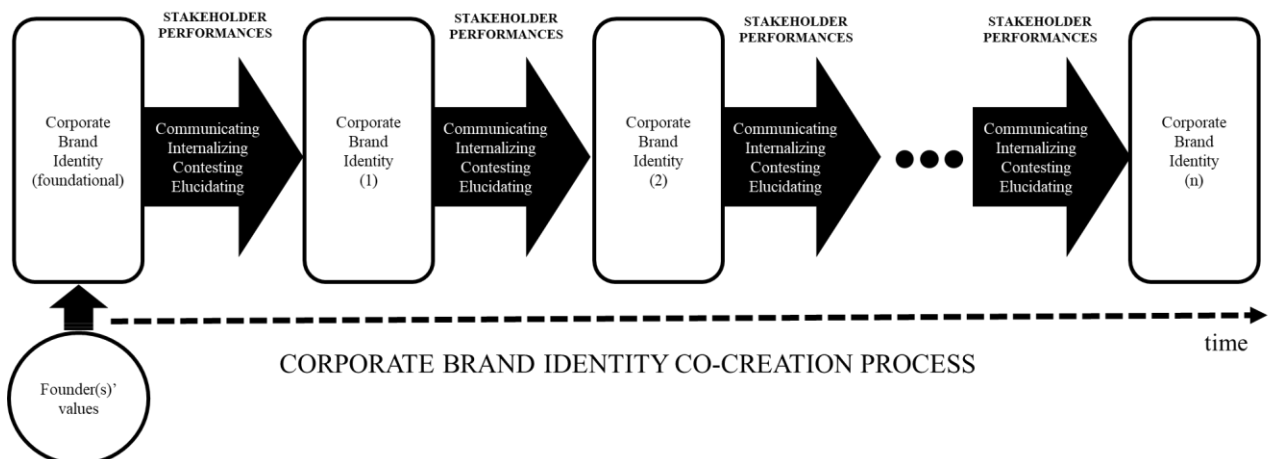 STAKEHOLDER
PERFORMANCES
STAKEHOLDER
PERFORMANCES
STAKEHOLDER
PERFORMANCES
STAKEHOLDER
PERFORMANCES
Corporate
Brand
Identity
(foundational)
Communicating
Internalizing
Contesting
Elucidating
Corporate
Brand
Identity
(1)
Communicating
Internalizing
Contesting
Elucidating
Corporate
Brand
Identity
(2)
Communicating
Internalizing
Contesting
Elucidating
Communicating
Internalizing
Contesting
Elucidating
Corporate
Brand
Identity
(n)
time
CORPORATE BRAND IDENTITY CO-CREATION PROCESS
Founder(s)’
values